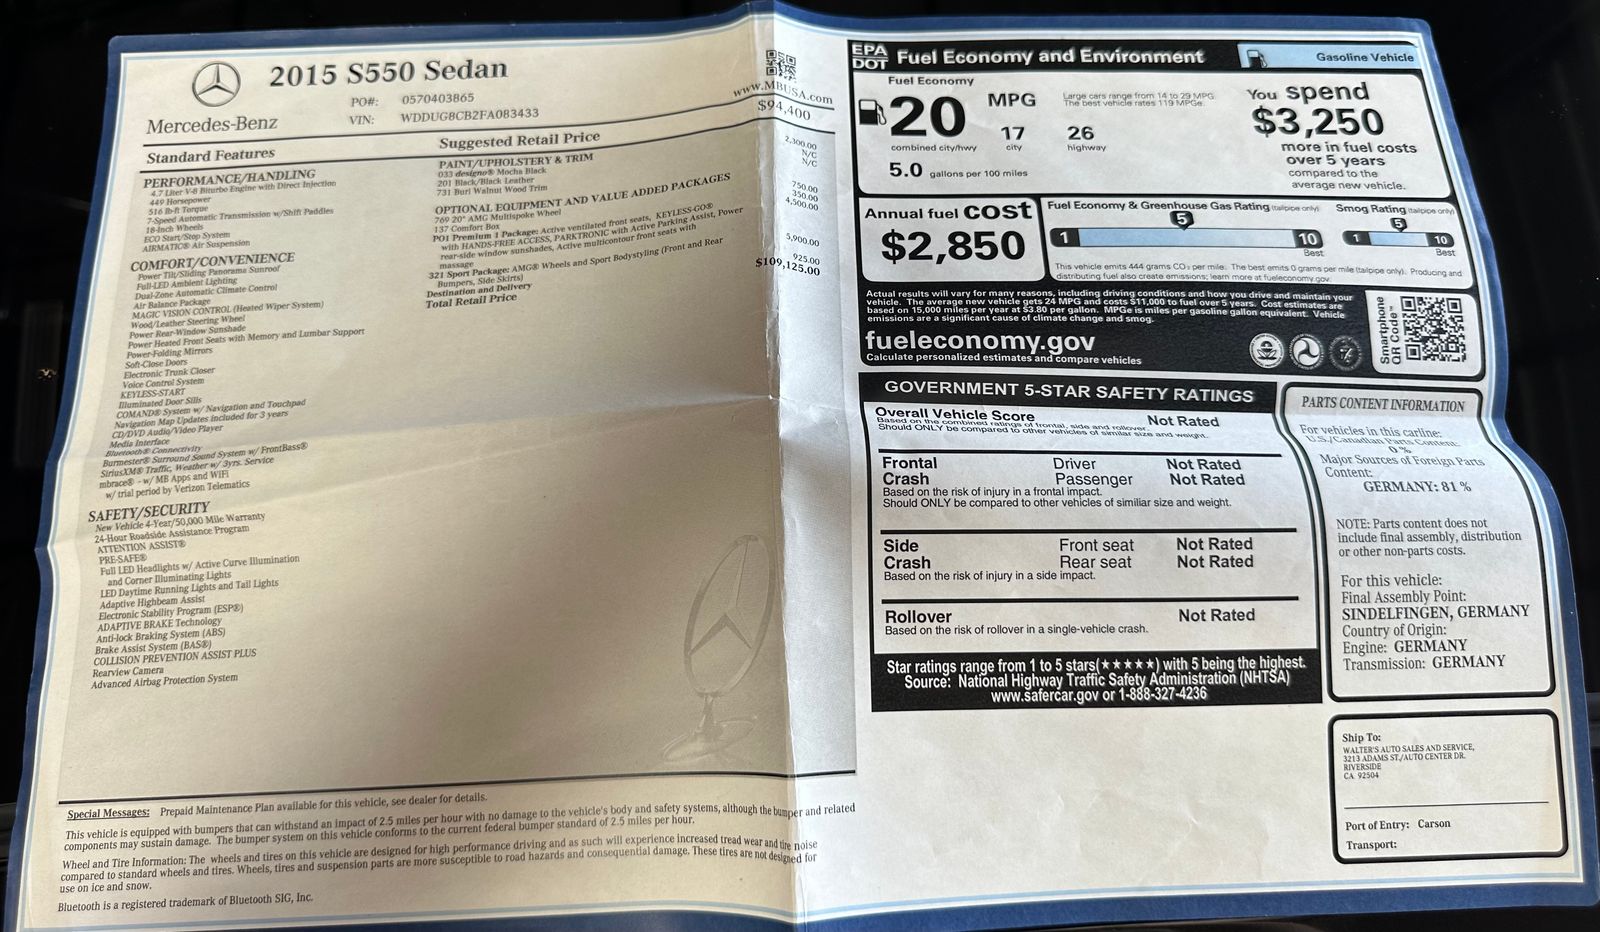 2015 S550 Sedan
PO#: 0570403865
VIN: WDDUG8CB2FA083433
Mercedes-Benz
www.MBUSA.com
Standard Features
PERFORMANCE/HANDLING
4.7 Liter V-8 Biturbo Engine with Direct Injection
449 Horsepower
516 lb-ft Torque
7-Speed Automatic Transmission w/Shift Paddles
18-Inch Wheels
ECO Start/Stop System
AIRMATIC® Air Suspension
COMFORT/CONVENIENCE
Power Tilt/Sliding Panorama Sunroof
Full-LED Ambient Lighting
Dual-Zone Automatic Climate Control
Air Balance Package
MAGIC VISION CONTROL (Heated Wiper System)
Wood/Leather Steering Wheel
Power Rear-Window Sunshade
Power Heated Front Seats with Memory and Lumbar Support
Power-Folding Mirrors
Soft-Close Doors
Electronic Trunk Closer
Voice Control System
KEYLESS-START
Illuminated Door Sills
COMAND® System w/ Navigation and Touchpad
Navigation Map Updates included for 3 years
CD/DVD Audio/Video Player
Media Interface
Bluetooth® Connectivity
Burmester® Surround Sound System w/ FrontBass®
SiriusXM® Traffic, Weather w/ 3yrs. Service
mbrace® - w/ MB Apps and WiFi
w/ trial period by Verizon Telematics
SAFETY/SECURITY
New Vehicle 4-Year/50,000 Mile Warranty
24-Hour Roadside Assistance Program
ATTENTION ASSIST®
PRE-SAFE®
Full LED Headlights w/ Active Curve Illumination
and Corner Illuminating Lights
LED Daytime Running Lights and Tail Lights
Adaptive Highbeam Assist
Electronic Stability Program (ESP®)
ADAPTIVE BRAKE Technology
Anti-lock Braking System (ABS)
Brake Assist System (BAS®)
COLLISION PREVENTION ASSIST PLUS
Rearview Camera
Advanced Airbag Protection System
Suggested Retail Price $94,400
PAINT/UPHOLSTERY & TRIM
033 designo® Mocha Black 2,300.00
201 Black/Black Leather N/C
731 Burl Walnut Wood Trim N/C
OPTIONAL EQUIPMENT AND VALUE ADDED PACKAGES
769 20" AMG Multispoke Wheel 750.00
137 Comfort Box 350.00
PO1 Premium 1 Package: Active ventilated front seats, KEYLESS-GO® 4,500.00
with HANDS-FREE ACCESS, PARKTRONIC with Active Parking Assist, Power
rear-side window sunshades, Active multicontour front seats with
massage
321 Sport Package: AMG® Wheels and Sport Bodystyling (Front and Rear 5,900.00
Bumpers, Side Skirts)
Destination and Delivery 925.00
Total Retail Price $109,125.00
Special Messages: Prepaid Maintenance Plan available for this vehicle, see dealer for details.
This vehicle is equipped with bumpers that can withstand an impact of 2.5 miles per hour with no damage to the vehicle's body and safety systems, although the bumper and related
components may sustain damage. The bumper system on this vehicle conforms to the current federal bumper standard of 2.5 miles per hour.
Wheel and Tire Information: The wheels and tires on this vehicle are designed for high performance driving and as such will experience increased tread wear and tire noise
compared to standard wheels and tires. Wheels, tires and suspension parts are more susceptible to road hazards and consequential damage. These tires are not designed for
use on ice and snow.
Bluetooth is a registered trademark of Bluetooth SIG, Inc.
EPA
DOT
Fuel Economy and Environment
Gasoline Vehicle
Fuel Economy
20 MPG
combined city/hwy
17
city
26
highway
5.0 gallons per 100 miles
Large cars range from 14 to 29 MPG.
The best vehicle rates 119 MPGe.
You spend
$3,250
more in fuel costs
over 5 years
compared to the
average new vehicle.
Annual fuel cost
$2,850
Fuel Economy & Greenhouse Gas Rating (tailpipe only)
5
1 10
Best
Smog Rating (tailpipe only)
5
1 10
Best
This vehicle emits 444 grams CO₂ per mile. The best emits 0 grams per mile (tailpipe only). Producing and
distributing fuel also create emissions; learn more at fueleconomy.gov.
Actual results will vary for many reasons, including driving conditions and how you drive and maintain your
vehicle. The average new vehicle gets 24 MPG and costs $11,000 to fuel over 5 years. Cost estimates are
based on 15,000 miles per year at $3.80 per gallon. MPGe is miles per gasoline gallon equivalent. Vehicle
emissions are a significant cause of climate change and smog.
fueleconomy.gov
Calculate personalized estimates and compare vehicles
Smartphone
QR Code™
GOVERNMENT 5-STAR SAFETY RATINGS
Overall Vehicle Score Not Rated
Based on the combined ratings of frontal, side and rollover.
Should ONLY be compared to other vehicles of similar size and weight.
Frontal Driver Not Rated
Crash Passenger Not Rated
Based on the risk of injury in a frontal impact.
Should ONLY be compared to other vehicles of similiar size and weight.
Side Front seat Not Rated
Crash Rear seat Not Rated
Based on the risk of injury in a side impact.
Rollover Not Rated
Based on the risk of rollover in a single-vehicle crash.
Star ratings range from 1 to 5 stars(★★★★★) with 5 being the highest.
Source: National Highway Traffic Safety Administration (NHTSA)
www.safercar.gov or 1-888-327-4236
PARTS CONTENT INFORMATION
For vehicles in this carline:
U.S./Canadian Parts Content:
0 %
Major Sources of Foreign Parts
Content:
GERMANY: 81 %
NOTE: Parts content does not
include final assembly, distribution
or other non-parts costs.
For this vehicle:
Final Assembly Point:
SINDELFINGEN, GERMANY
Country of Origin:
Engine: GERMANY
Transmission: GERMANY
Ship To:
WALTER'S AUTO SALES AND SERVICE,
3213 ADAMS ST./AUTO CENTER DR.
RIVERSIDE
CA 92504
Port of Entry: Carson
Transport: